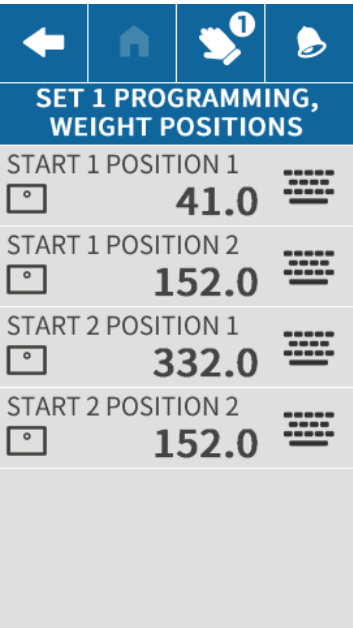 1
SET 1 PROGRAMMING,
WEIGHT POSITIONS
START 1 POSITION 1
41.0
START 1 POSITION 2
152.0
START 2 POSITION 1
332.0
START 2 POSITION 2
152.0